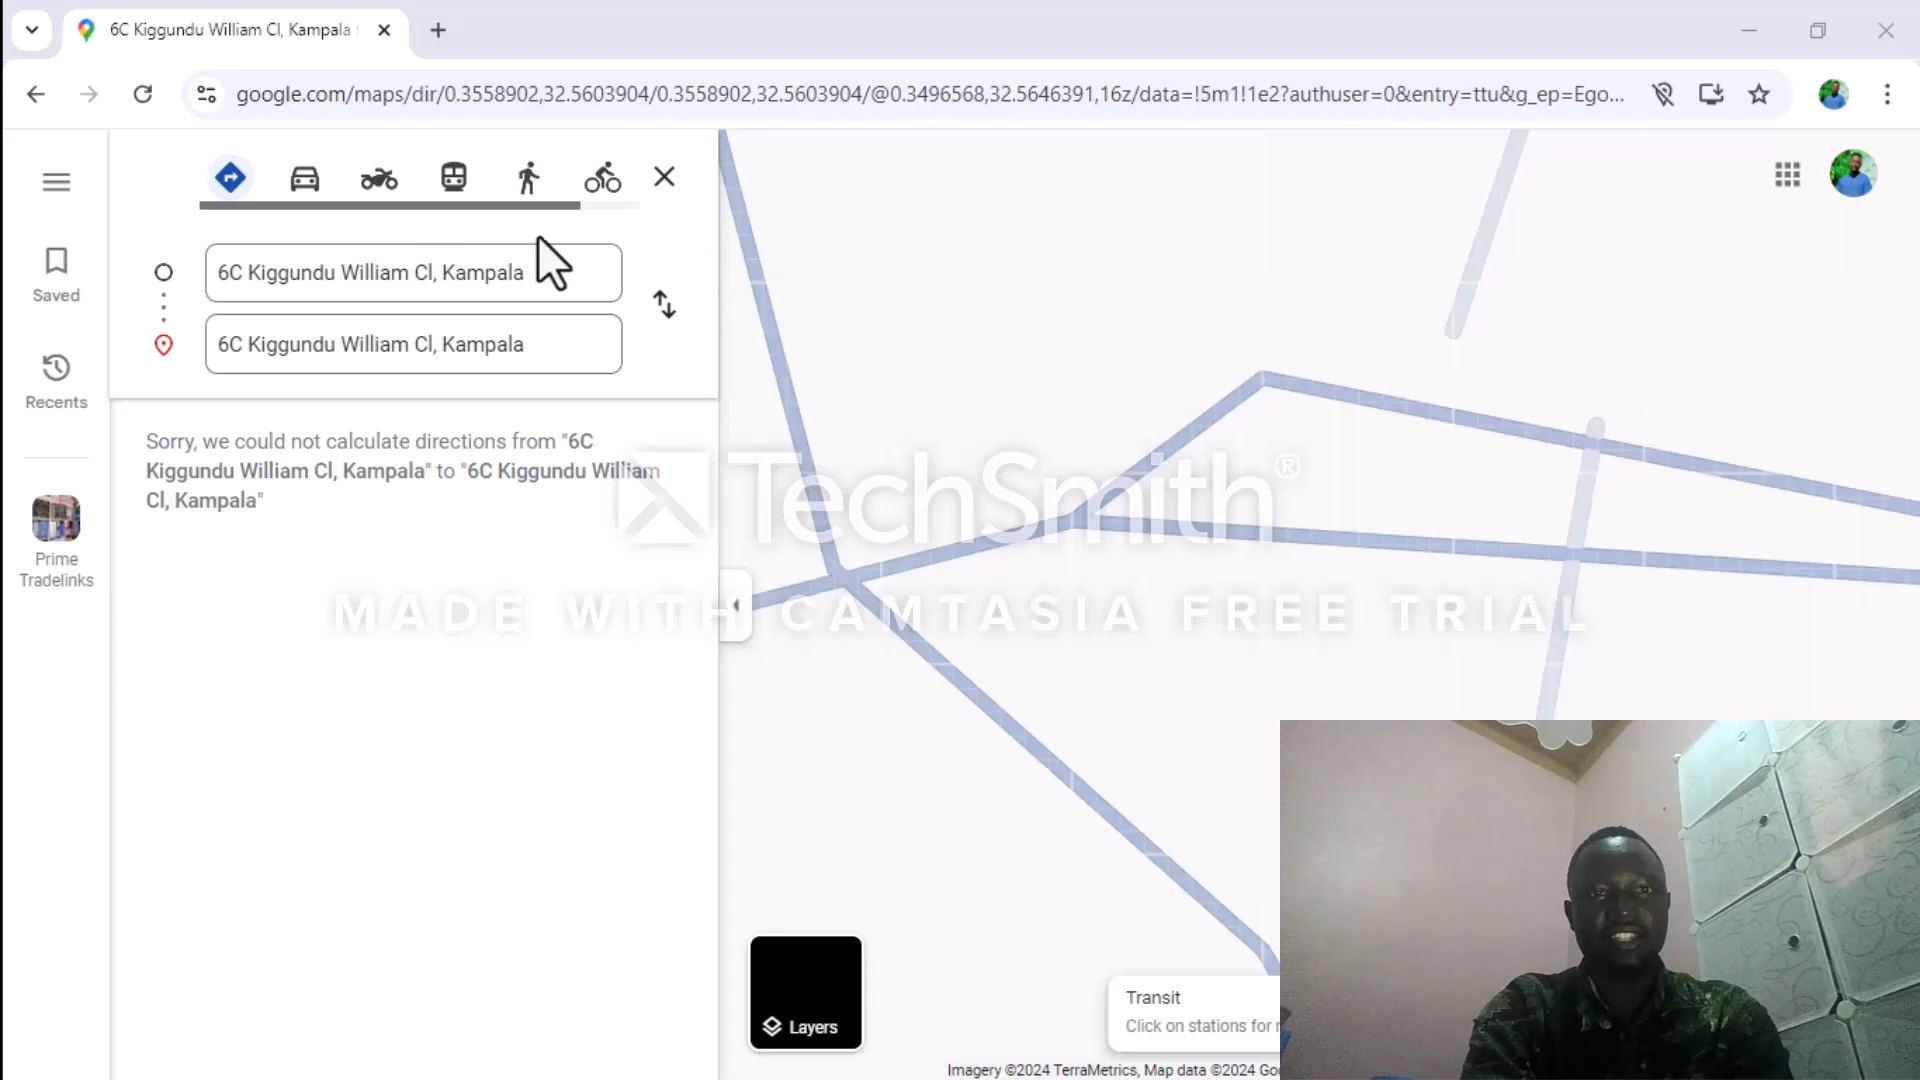 6C Kiggundu William Cl, Kampala
google.com/maps/dir/0.3558902,32.5603904/0.3558902,32.5603904/@0.3496568,32.5646391,16z/data=!5m1!1e2?authuser=0&entry=ttu&g_ep=Ego...
Saved
Recents
Prime
Tradelinks
6C Kiggundu William Cl, Kampala
6C Kiggundu William Cl, Kampala
Sorry, we could not calculate directions from "6C
Kiggundu William Cl, Kampala" to "6C Kiggundu William
Cl, Kampala"
TechSmith®
MADE WITH CAMTASIA FREE TRIAL
Layers
Transit
Click on stations for
Imagery ©2024 TerraMetrics, Map data ©2024